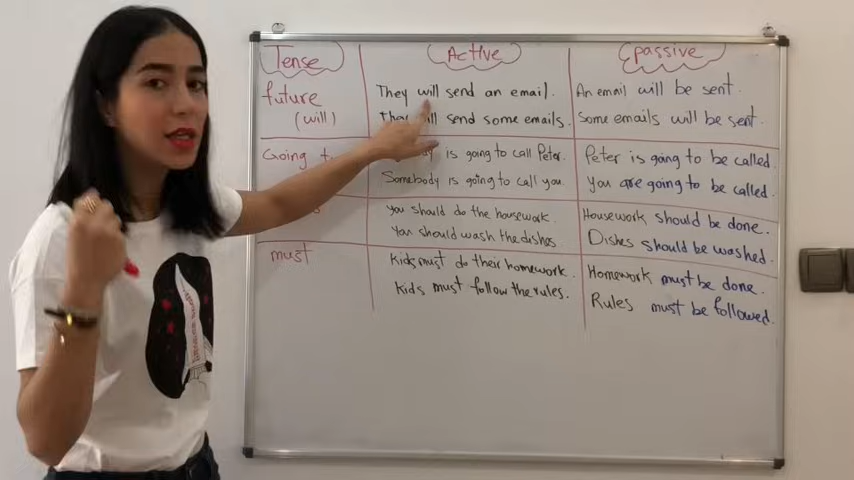 Tense Active passive
future They will send an email. An email will be sent.
(will) They will send some emails. Some emails will be sent.
Going to is going to call Peter. Peter is going to be called.
Somebody is going to call you. You are going to be called.
you should do the housework. Housework should be done.
You should wash the dishes. Dishes should be washed.
must Kids must do their homework. Homework must be done.
Kids must follow the rules. Rules must be followed.